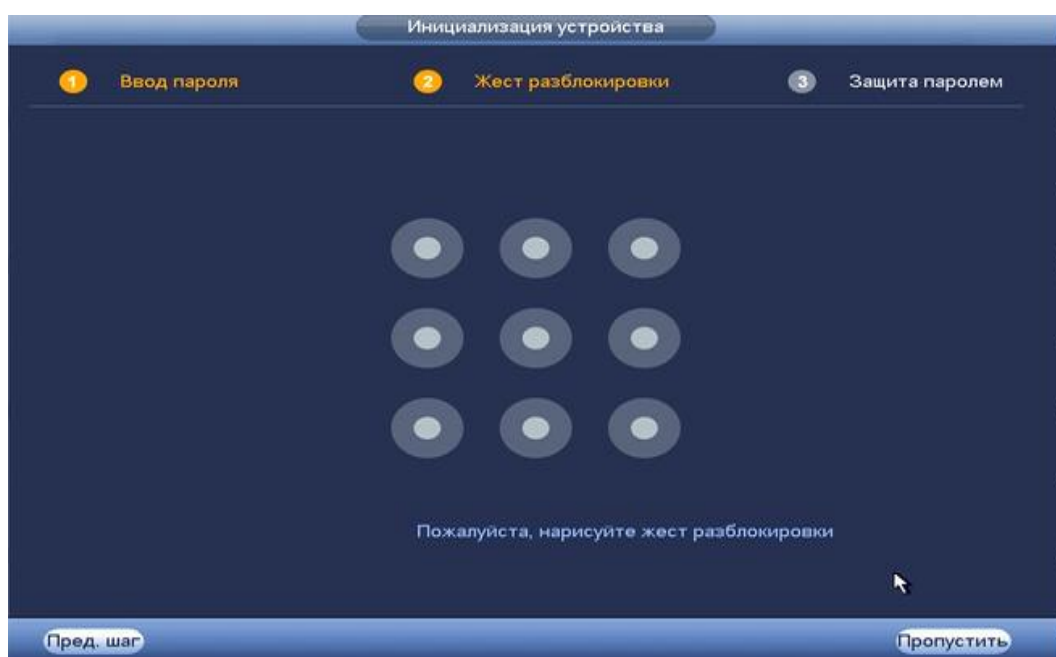 Инициализация устройства
1 Ввод пароля 2 Жест разблокировки 3 Защита паролем
Пожалуйста, нарисуйте жест разблокировки
Пред. шаг Пропустить